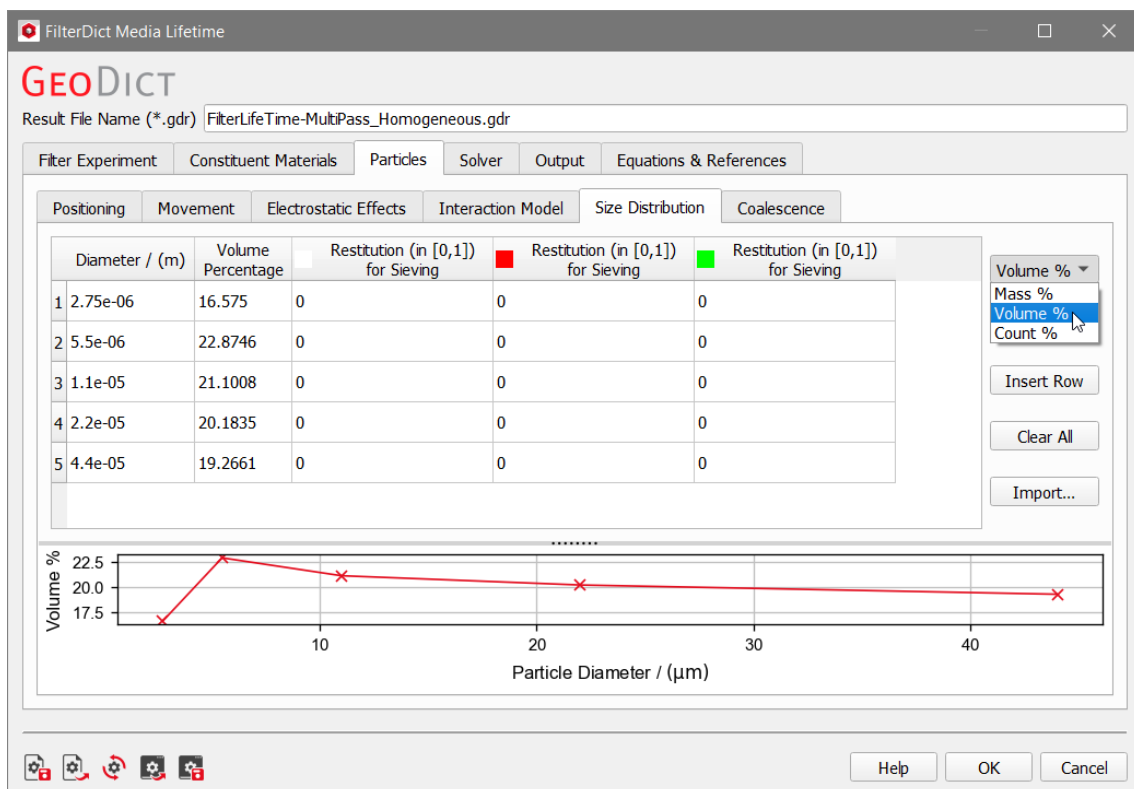 FilterDict Media Lifetime
GEODICT
Result File Name (*.gdr) FilterLifeTime-MultiPass_Homogeneous.gdr
Filter Experiment Constituent Materials Particles Solver Output Equations & References
Positioning Movement Electrostatic Effects Interaction Model Size Distribution Coalescence
Diameter / (m) Volume Percentage Restitution (in [0,1]) for Sieving Restitution (in [0,1]) for Sieving Restitution (in [0,1]) for Sieving
1 2.75e-06 16.575 0 0 0
2 5.5e-06 22.8746 0 0 0
3 1.1e-05 21.1008 0 0 0
4 2.2e-05 20.1835 0 0 0
5 4.4e-05 19.2661 0 0 0
Volume %
Mass %
Volume %
Count %
Insert Row
Clear All
Import...
Volume %
22.5
20.0
17.5
10 20 30 40
Particle Diameter / (μm)
Help OK Cancel